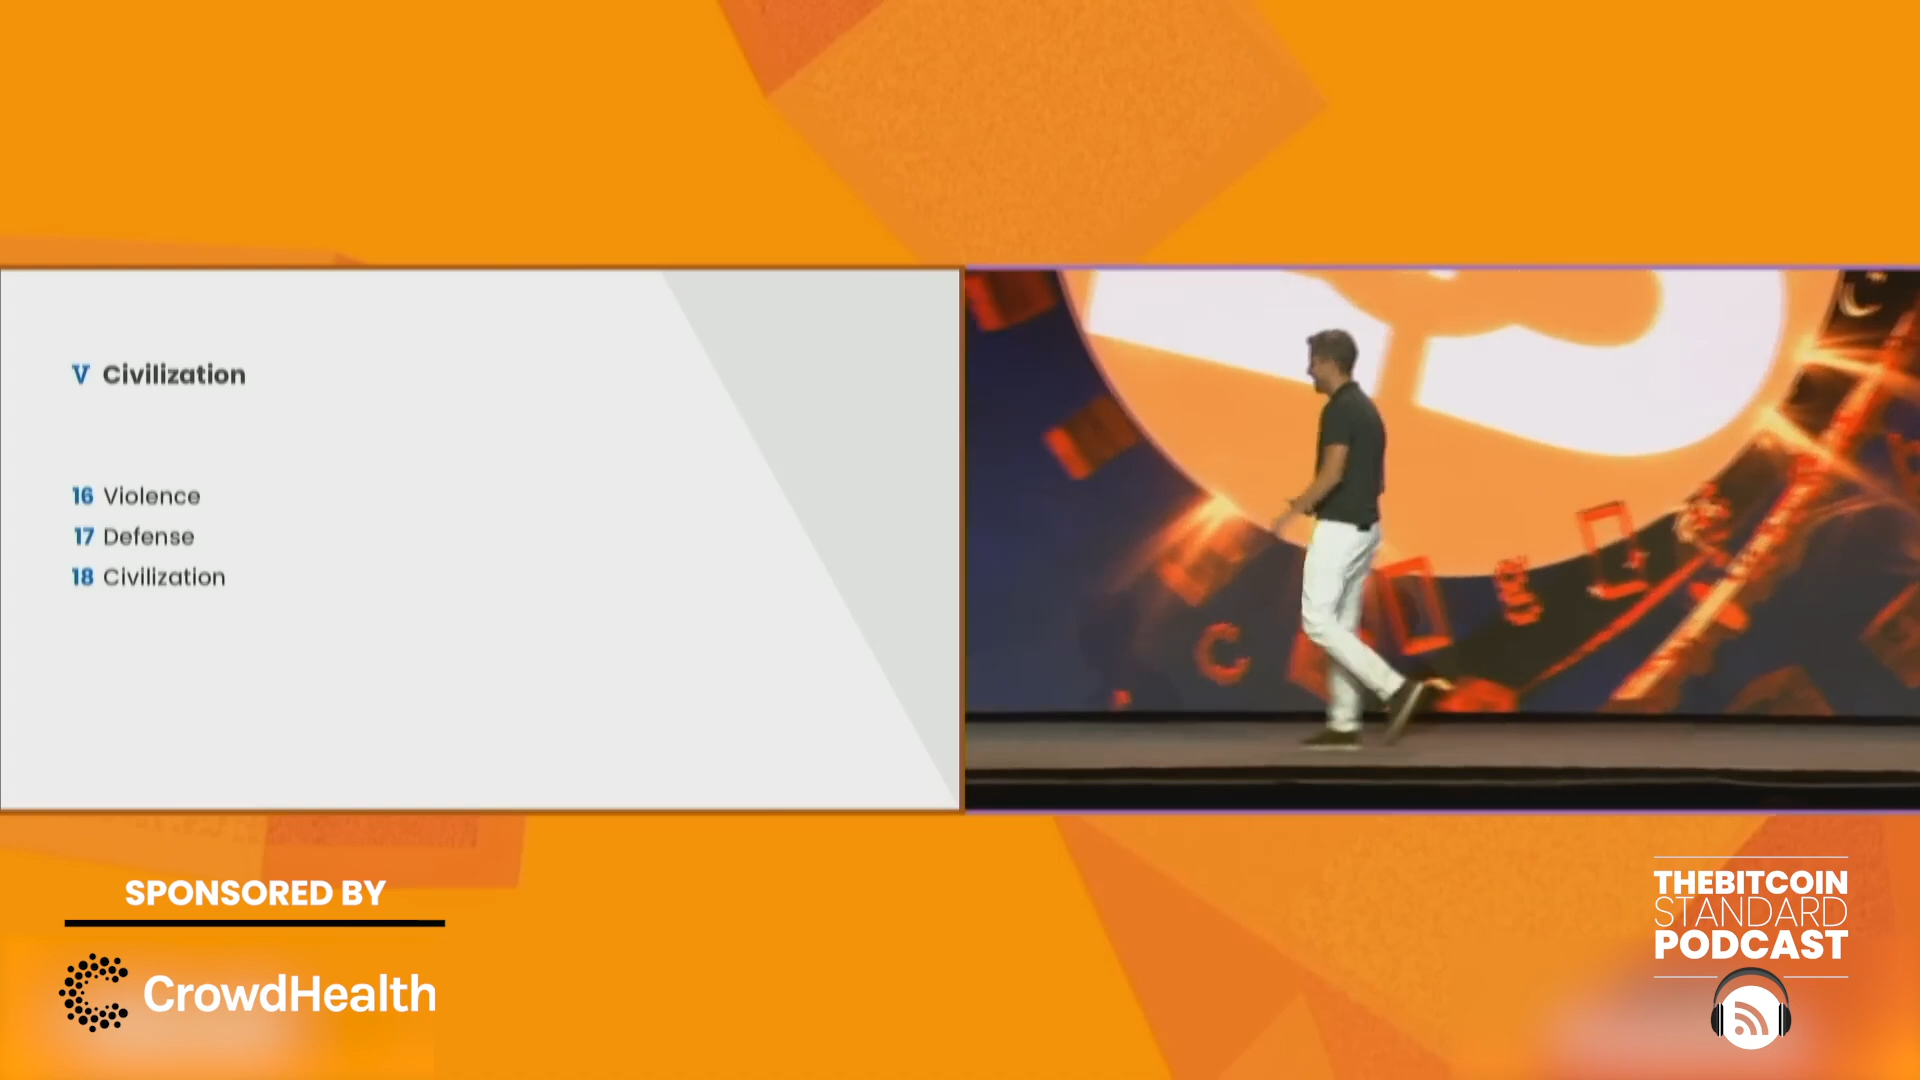 V Civilization
16 Violence
17 Defense
18 Civilization
SPONSORED BY
CrowdHealth
THEBITCOIN
STANDARD
PODCAST